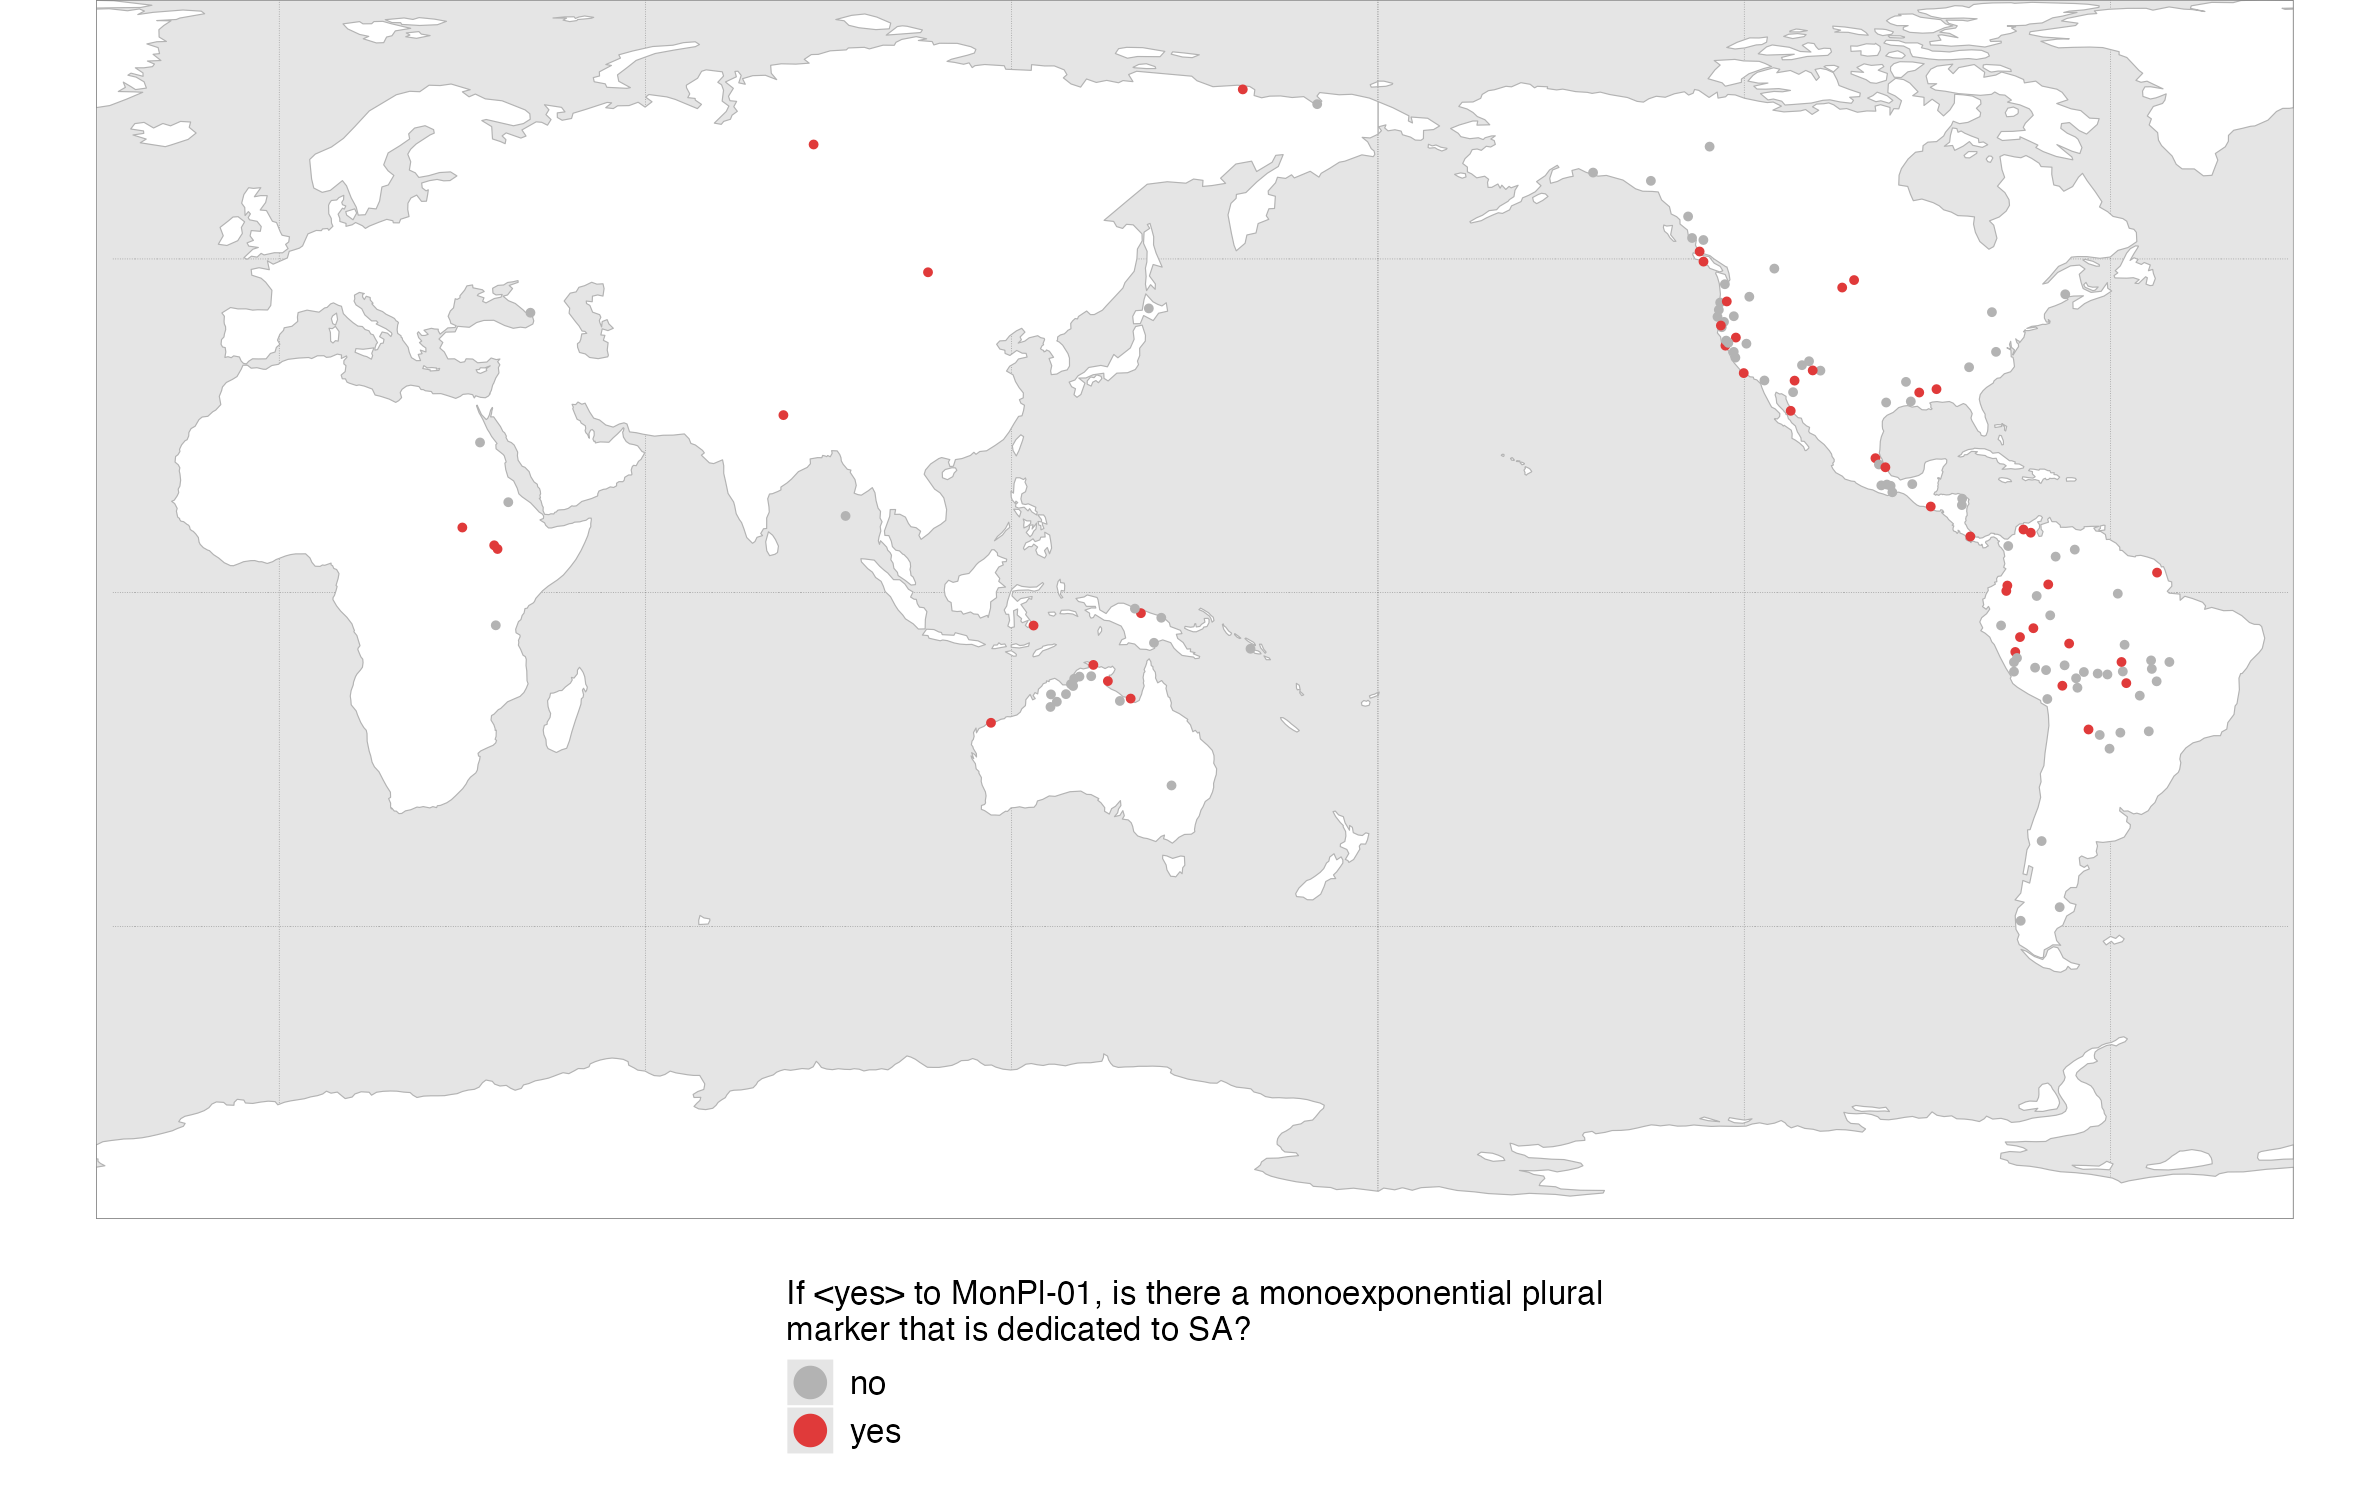 If <yes> to MonPl-01, is there a monoexponential plural
marker that is dedicated to SA?
no
yes